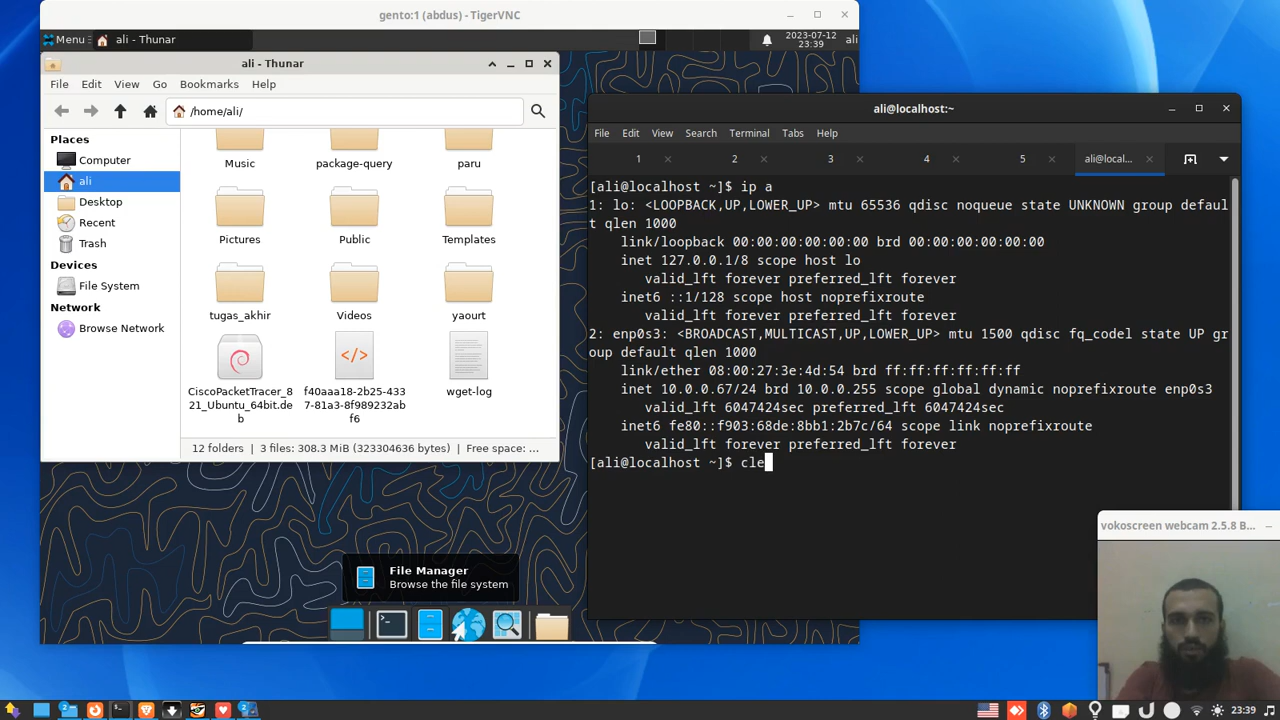 gento:1 (abdus) - TigerVNC
Menu
ali - Thunar
2023-07-12
23:39
ali
ali - Thunar
File Edit View Go Bookmarks Help
/home/ali/
Places
Computer
ali
Desktop
Recent
Trash
Devices
File System
Network
Browse Network
Music
package-query
paru
Pictures
Public
Templates
tugas_akhir
Videos
yaourt
CiscoPacketTracer_8
21_Ubuntu_64bit.de
b
f40aaa18-2b25-433
7-81a3-8f989232ab
f6
wget-log
12 folders | 3 files: 308.3 MiB (323304636 bytes) | Free space: ...
File Manager
Browse the file system
ali@localhost:~
File Edit View Search Terminal Tabs Help
1 2 3 4 5 ali@local...
[ali@localhost ~]$ ip a
1: lo: <LOOPBACK,UP,LOWER_UP> mtu 65536 qdisc noqueue state UNKNOWN group defaul
t qlen 1000
link/loopback 00:00:00:00:00:00 brd 00:00:00:00:00:00
inet 127.0.0.1/8 scope host lo
valid_lft forever preferred_lft forever
inet6 ::1/128 scope host noprefixroute
valid_lft forever preferred_lft forever
2: enp0s3: <BROADCAST,MULTICAST,UP,LOWER_UP> mtu 1500 qdisc fq_codel state UP gr
oup default qlen 1000
link/ether 08:00:27:3e:4d:54 brd ff:ff:ff:ff:ff:ff
inet 10.0.0.67/24 brd 10.0.0.255 scope global dynamic noprefixroute enp0s3
valid_lft 6047424sec preferred_lft 6047424sec
inet6 fe80::f903:68de:8bb1:2b7c/64 scope link noprefixroute
valid_lft forever preferred_lft forever
[ali@localhost ~]$ cle
vokoscreen webcam 2.5.8 B...
23:39